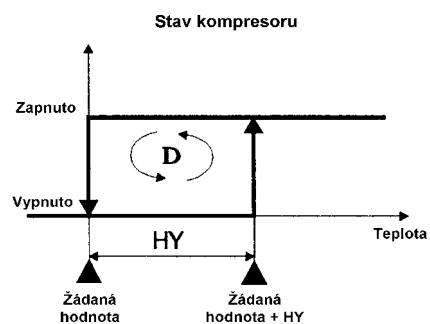 Stav kompresoru
Zapnuto
D
Vypnuto
HY
Teplota
Žádaná
hodnota
Žádaná
hodnota + HY